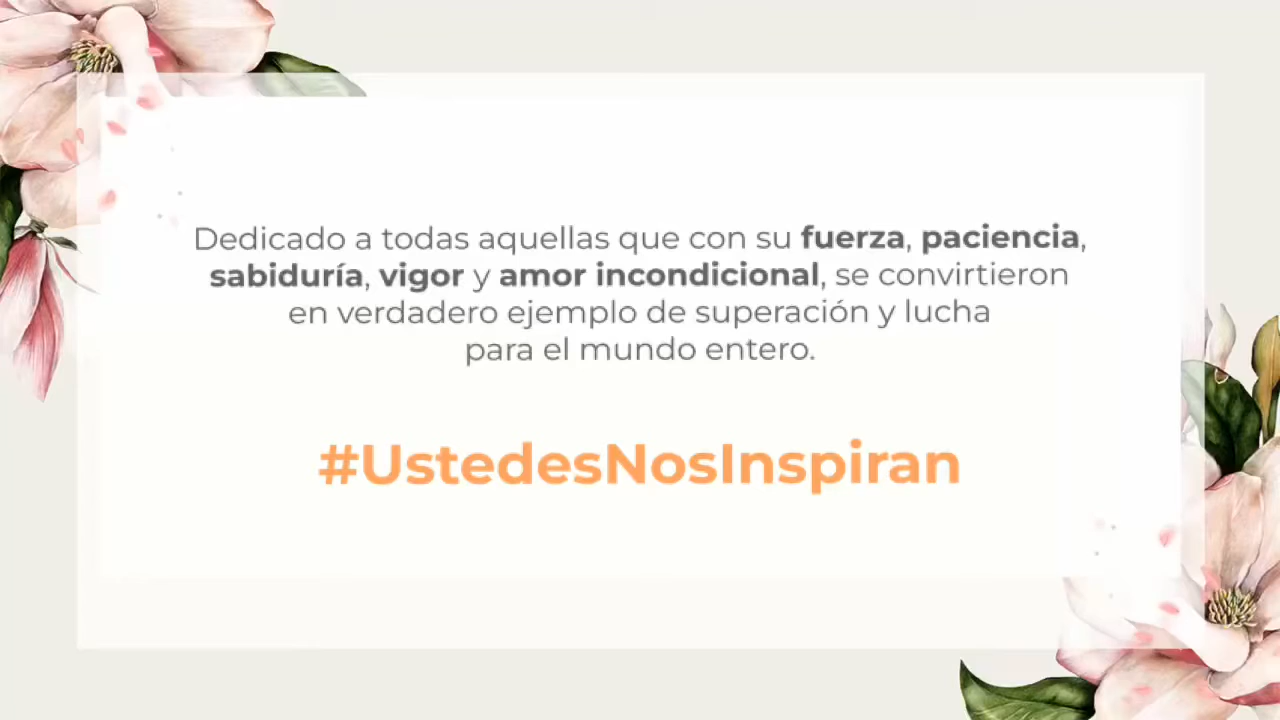 Dedicado a todas aquellas que con su fuerza, paciencia,
sabiduría, vigor y amor incondicional, se convirtieron
en verdadero ejemplo de superación y lucha
para el mundo entero.
#UstedesNosInspiran